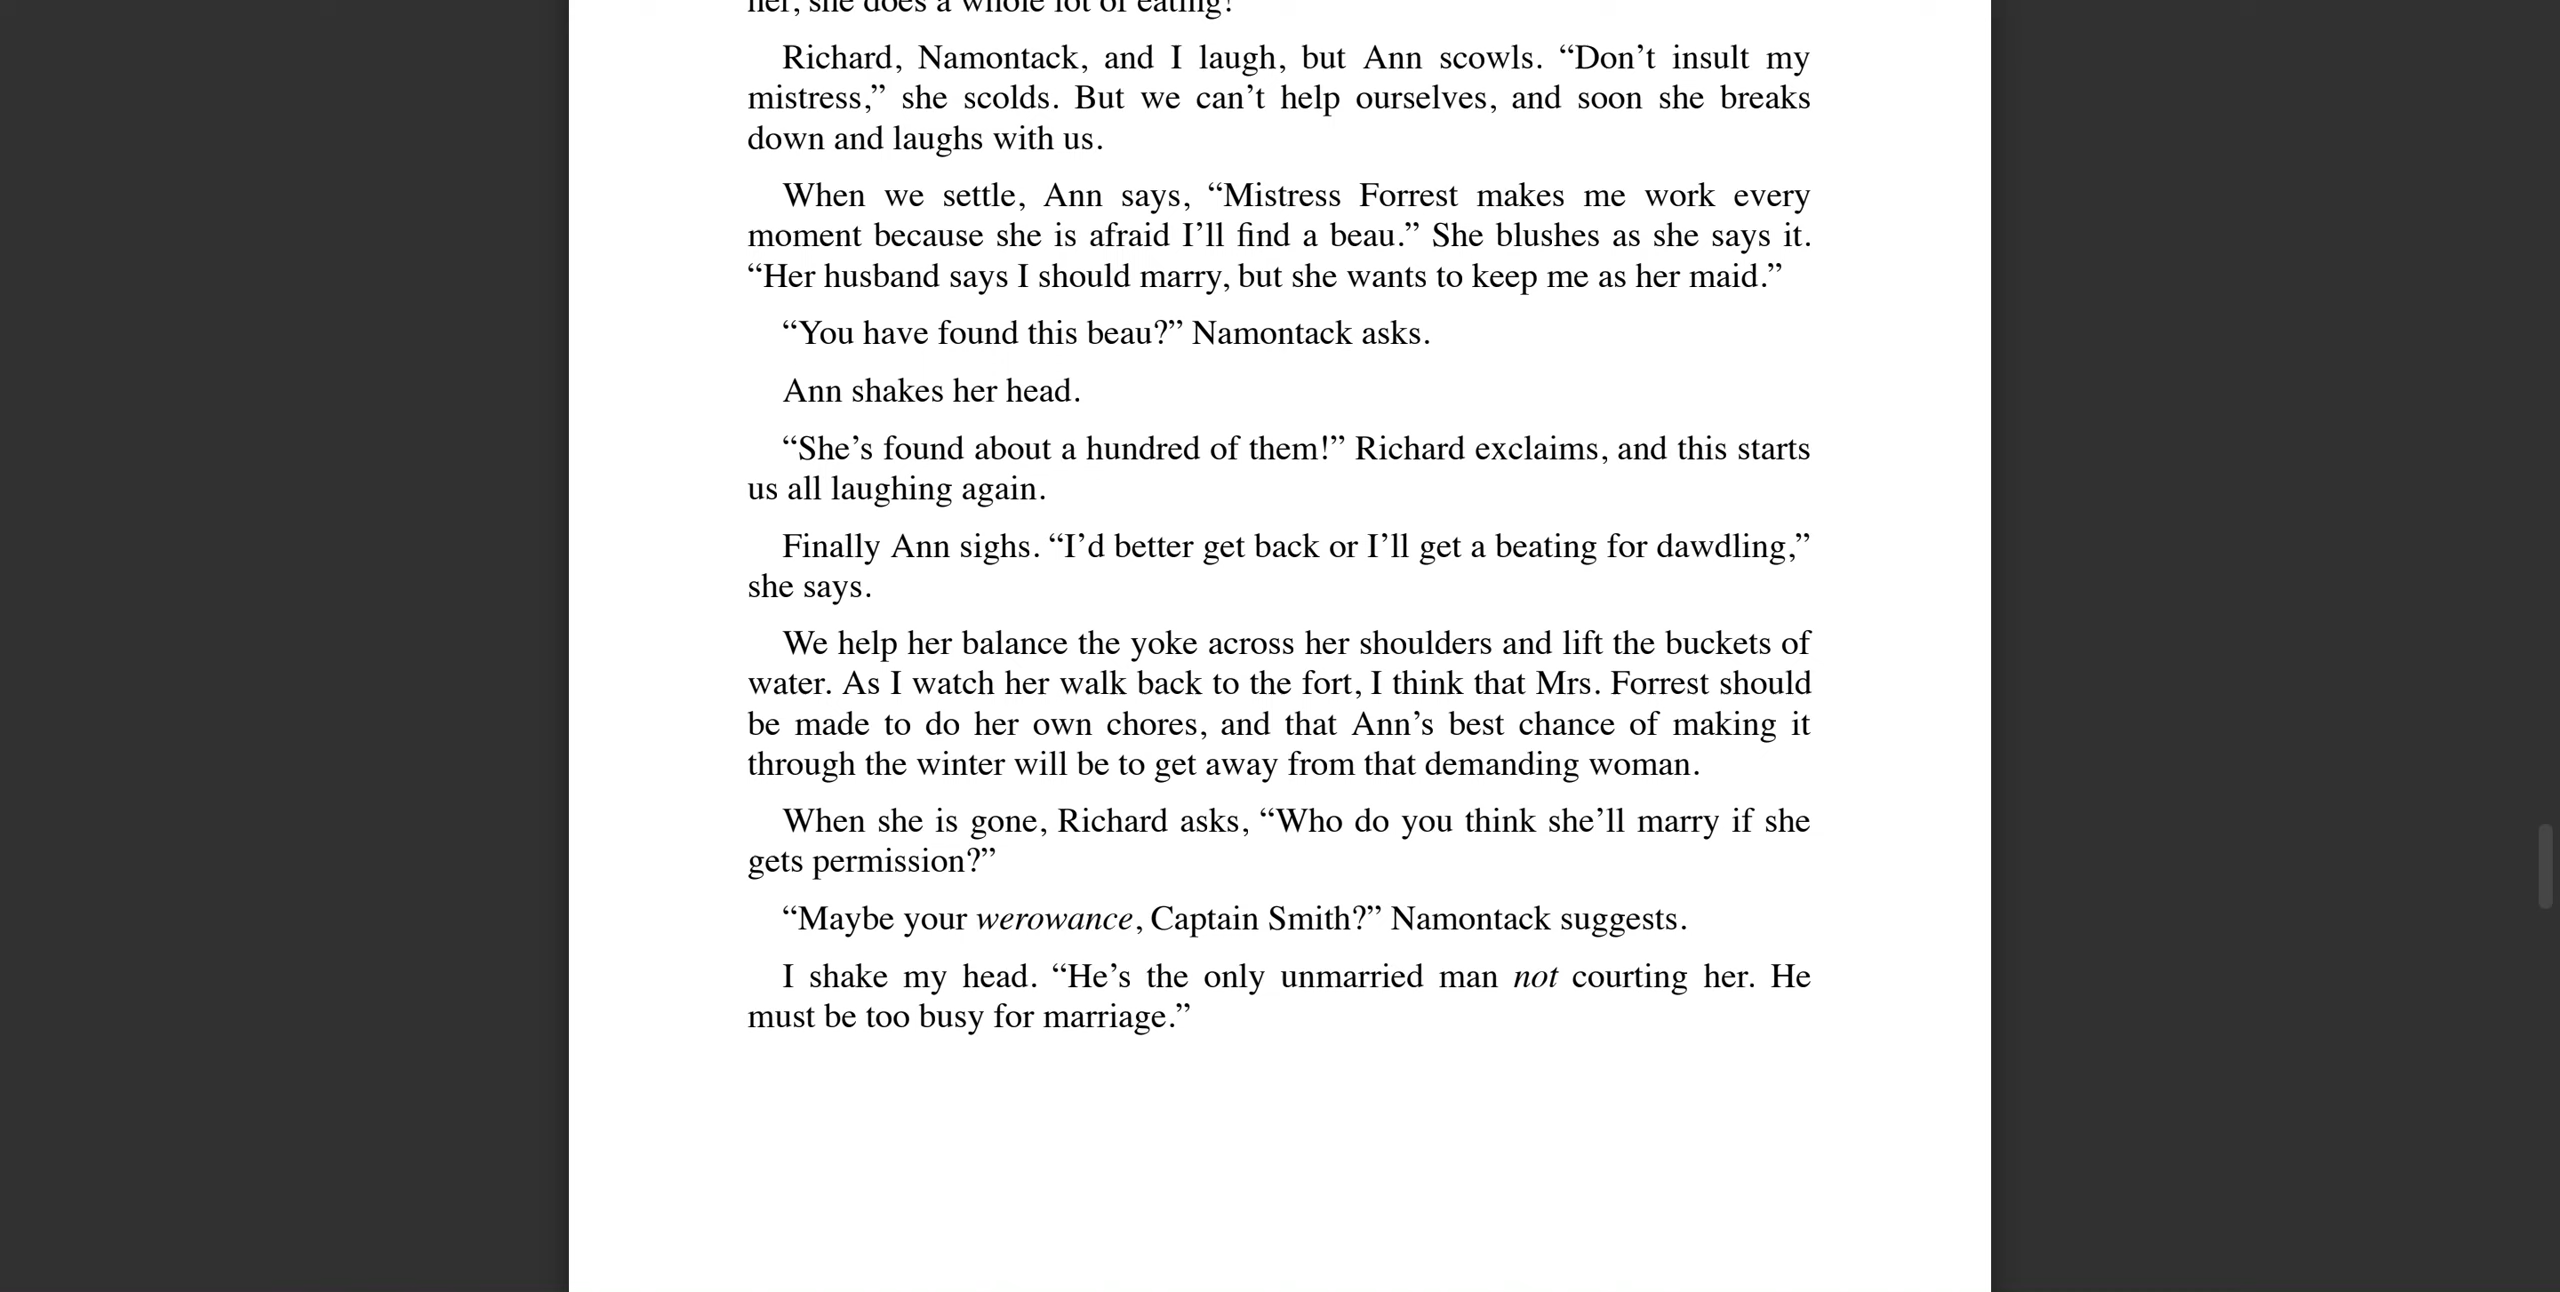 her, she does a whole lot of eating!
Richard, Namontack, and I laugh, but Ann scowls. “Don’t insult my
mistress,” she scolds. But we can’t help ourselves, and soon she breaks
down and laughs with us.
When we settle, Ann says, “Mistress Forrest makes me work every
moment because she is afraid I’ll find a beau.” She blushes as she says it.
“Her husband says I should marry, but she wants to keep me as her maid.”
“You have found this beau?” Namontack asks.
Ann shakes her head.
“She’s found about a hundred of them!” Richard exclaims, and this starts
us all laughing again.
Finally Ann sighs. “I’d better get back or I’ll get a beating for dawdling,”
she says.
We help her balance the yoke across her shoulders and lift the buckets of
water. As I watch her walk back to the fort, I think that Mrs. Forrest should
be made to do her own chores, and that Ann’s best chance of making it
through the winter will be to get away from that demanding woman.
When she is gone, Richard asks, “Who do you think she’ll marry if she
gets permission?”
“Maybe your werowance, Captain Smith?” Namontack suggests.
I shake my head. “He’s the only unmarried man not courting her. He
must be too busy for marriage.”